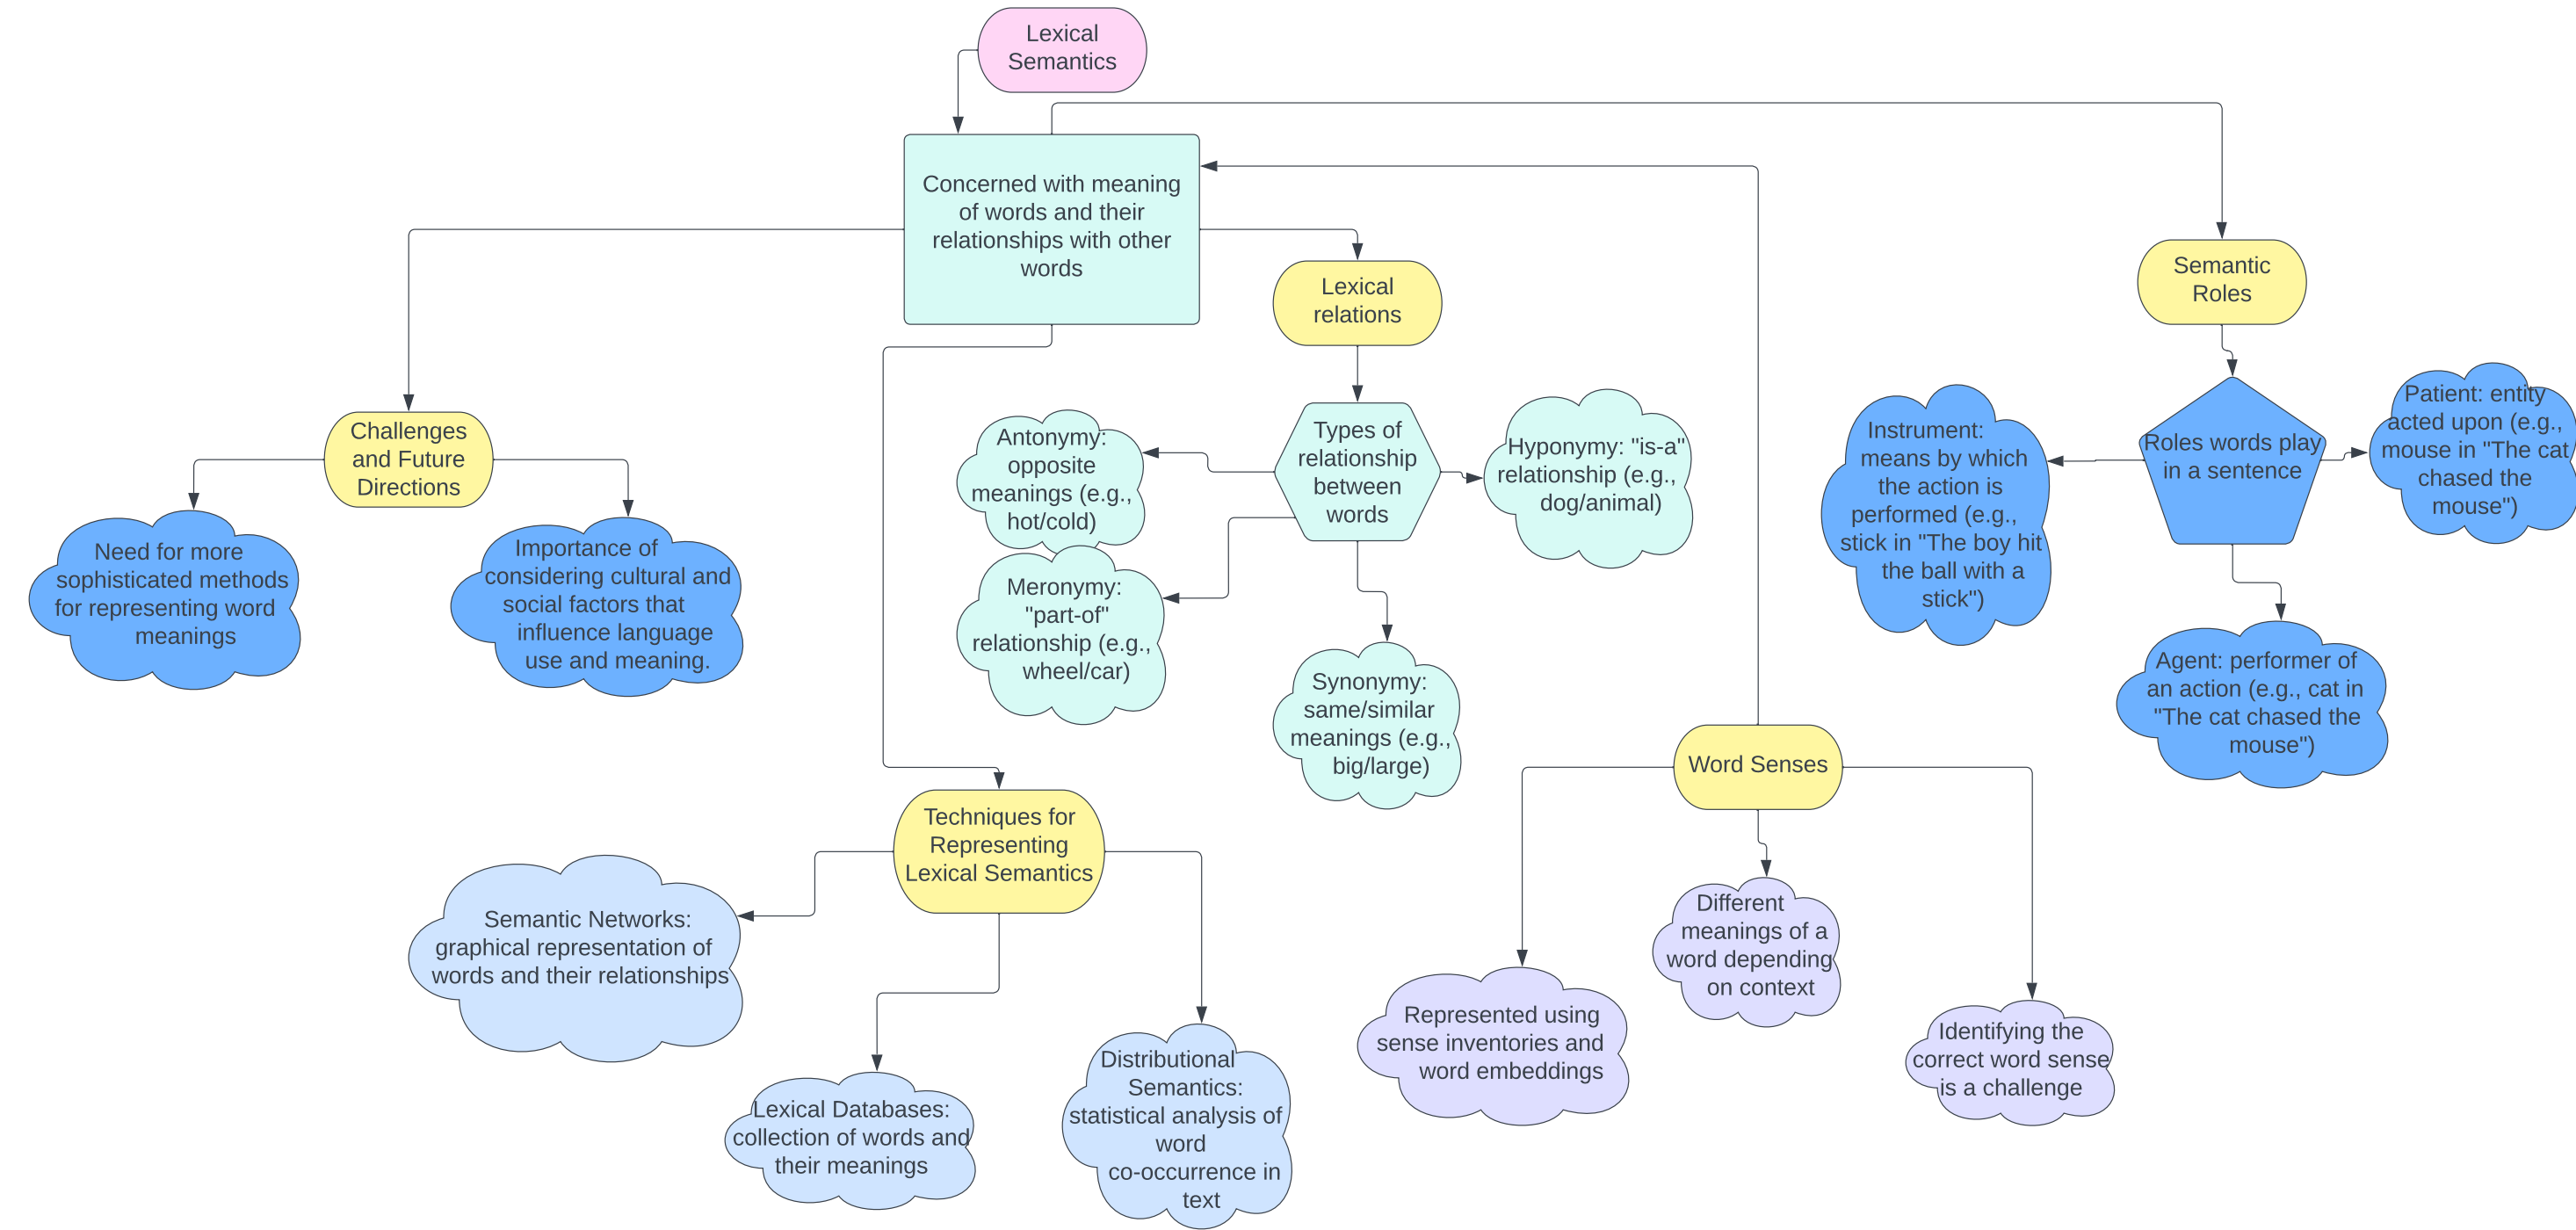 Lexical
Semantics
Concerned with meaning
of words and their
relationships with other
words
Lexical
relations
Semantic
Roles
Challenges
and Future
Directions
Need for more
sophisticated methods
for representing word
meanings
Importance of
considering cultural and
social factors that
influence language
use and meaning.
Antonymy:
opposite
meanings (e.g.,
hot/cold)
Types of
relationship
between
words
Hyponymy: "is-a"
relationship (e.g.,
dog/animal)
Meronymy:
"part-of"
relationship (e.g.,
wheel/car)
Synonymy:
same/similar
meanings (e.g.,
big/large)
Instrument:
means by which
the action is
performed (e.g.,
stick in "The boy hit
the ball with a
stick")
Roles words play
in a sentence
Patient: entity
acted upon (e.g.,
mouse in "The cat
chased the
mouse")
Agent: performer of
an action (e.g., cat in
"The cat chased the
mouse")
Word Senses
Techniques for
Representing
Lexical Semantics
Semantic Networks:
graphical representation of
words and their relationships
Lexical Databases:
collection of words and
their meanings
Distributional
Semantics:
statistical analysis of
word
co-occurrence in
text
Represented using
sense inventories and
word embeddings
Different
meanings of a
word depending
on context
Identifying the
correct word sense
is a challenge